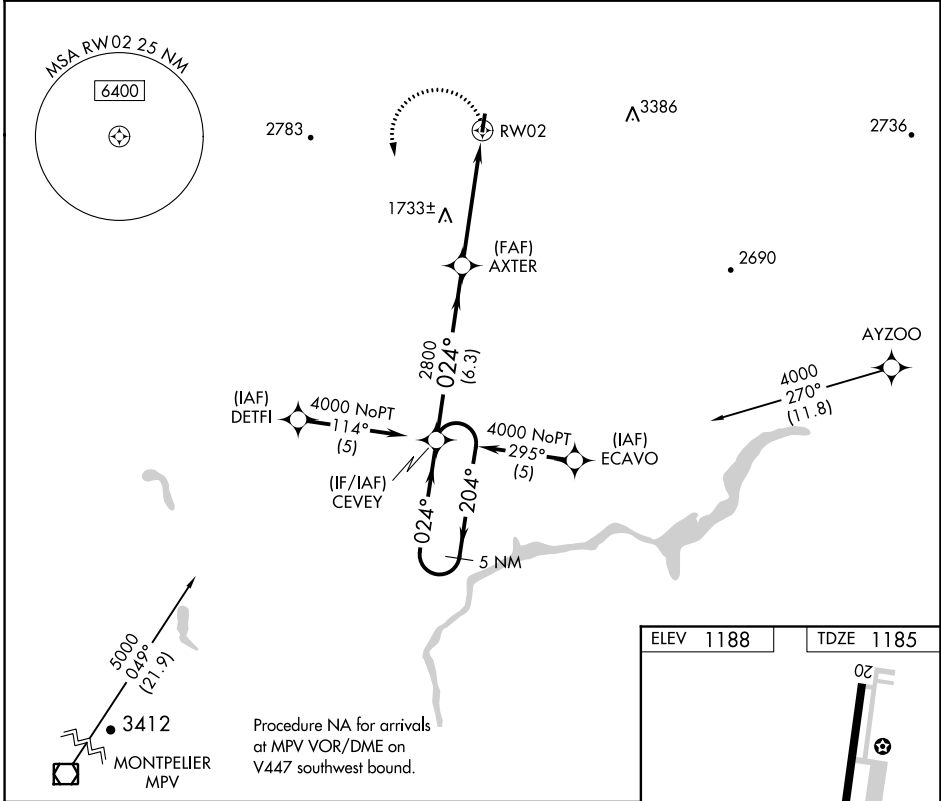 MSA RW02 25 NM
6400
2783
3386
2736
RW02
1733±
(FAF)
AXTER
2690
AYZOO
4000
270°
(11.8)
2800
024°
(6.3)
(IAF)
DETFI
4000 NoPT
114°
(5)
4000 NoPT
295°
(5)
(IAF)
ECAVO
(IF/IAF)
CEVEY
024°
204°
5 NM
5000
049°
(21.9)
3412
MONTPELIER
MPV
Procedure NA for arrivals
at MPV VOR/DME on
V447 southwest bound.
ELEV 1188
TDZE 1185
20